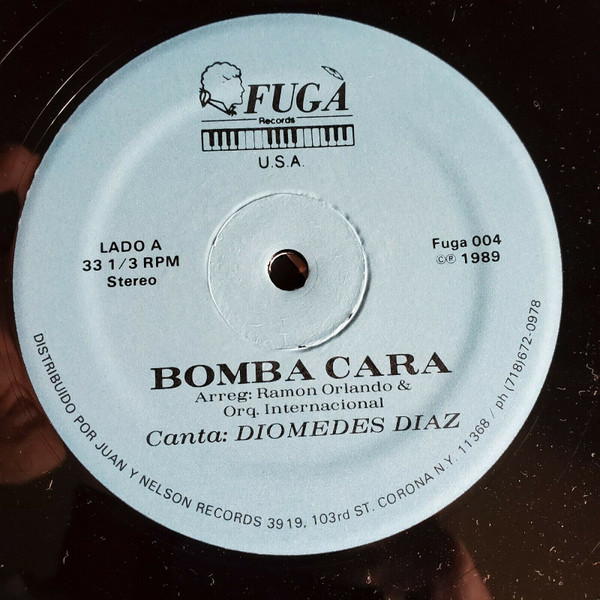 FUGÀ
Records
U.S.A.
LADO A
33 1/3 RPM
Stereo
Fuga 004
©℗ 1989
BOMBA CARA
Arreg: Ramon Orlando &
Orq. Internacional
Canta: DIOMEDES DIAZ
DISTRIBUIDO POR JUAN Y NELSON RECORDS 3919, 103rd ST. CORONA N.Y. 11368 / ph (718)672-0978